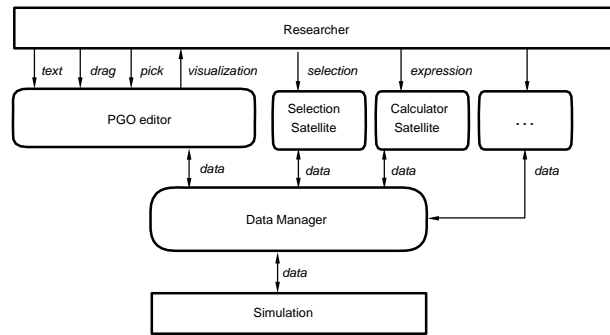 Researcher
text drag pick visualization selection expression
PGO editor
Selection
Satellite
Calculator
Satellite
...
data data data data
Data Manager
data
Simulation